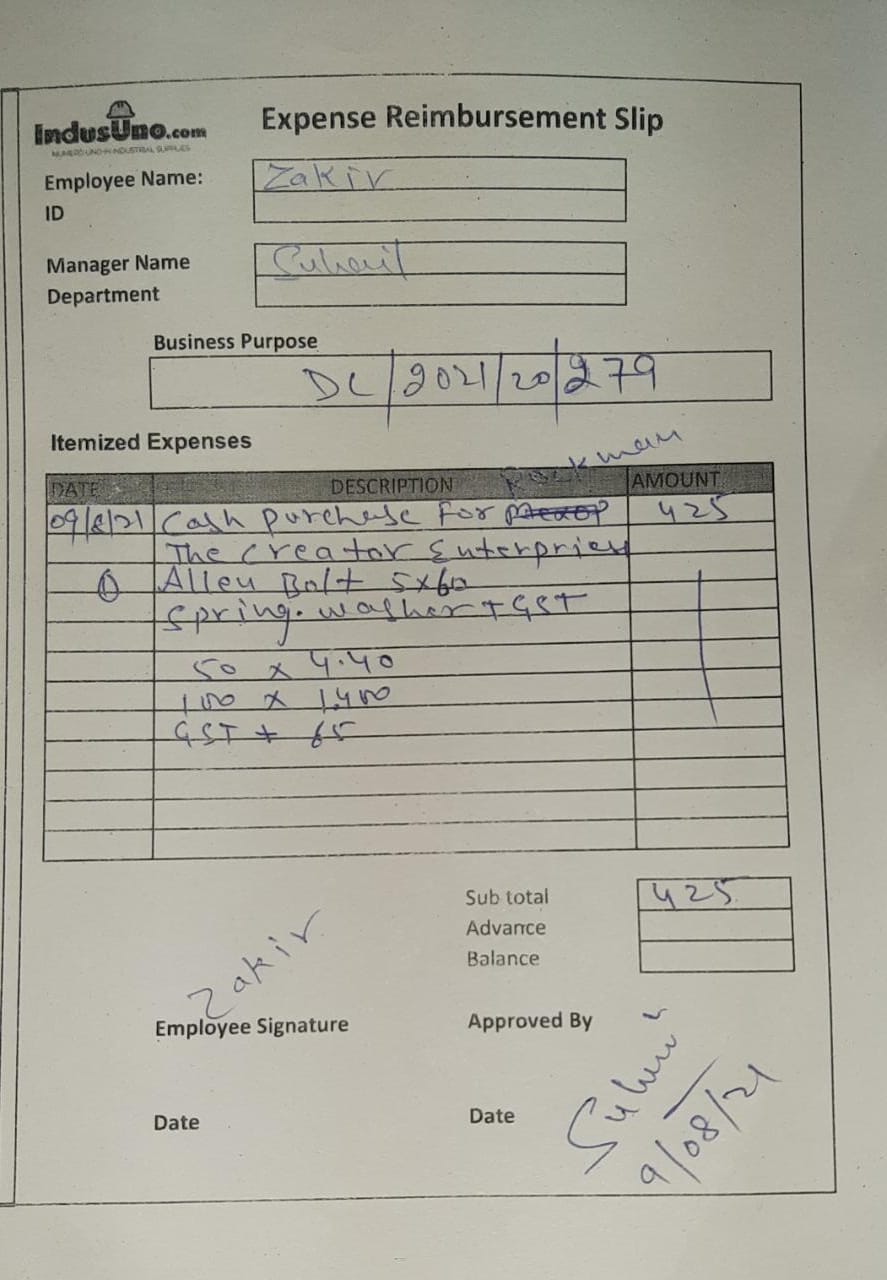 IndusUno.com
NUMERO UNO IN INDUSTRIAL SUPPLIES
Expense Reimbursement Slip
Employee Name: Zakir
ID
Manager Name Suhail
Department
Business Purpose
DC/2021/20/279
Itemized Expenses
Rockman
DATE DESCRIPTION AMOUNT
09/8/21 Cash purchase for 425
The Creator Enterpries
① Allen Bolt 5x60
Spring. washer + GST
50 x 4.40
100 x 1.400
GST + 65
Sub total 425
Advance
Balance
Zakir
Employee Signature
Approved By
Date
Date
Suhail
9/08/21